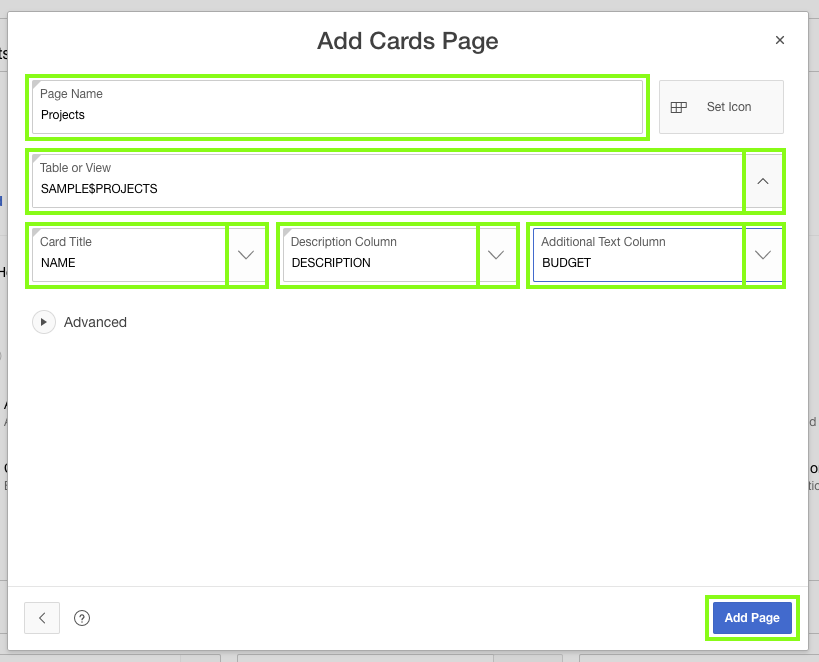 Add Cards Page
Page Name
Projects
Set Icon
Table or View
SAMPLE$PROJECTS
Card Title
NAME
Description Column
DESCRIPTION
Additional Text Column
BUDGET
Advanced
Add Page